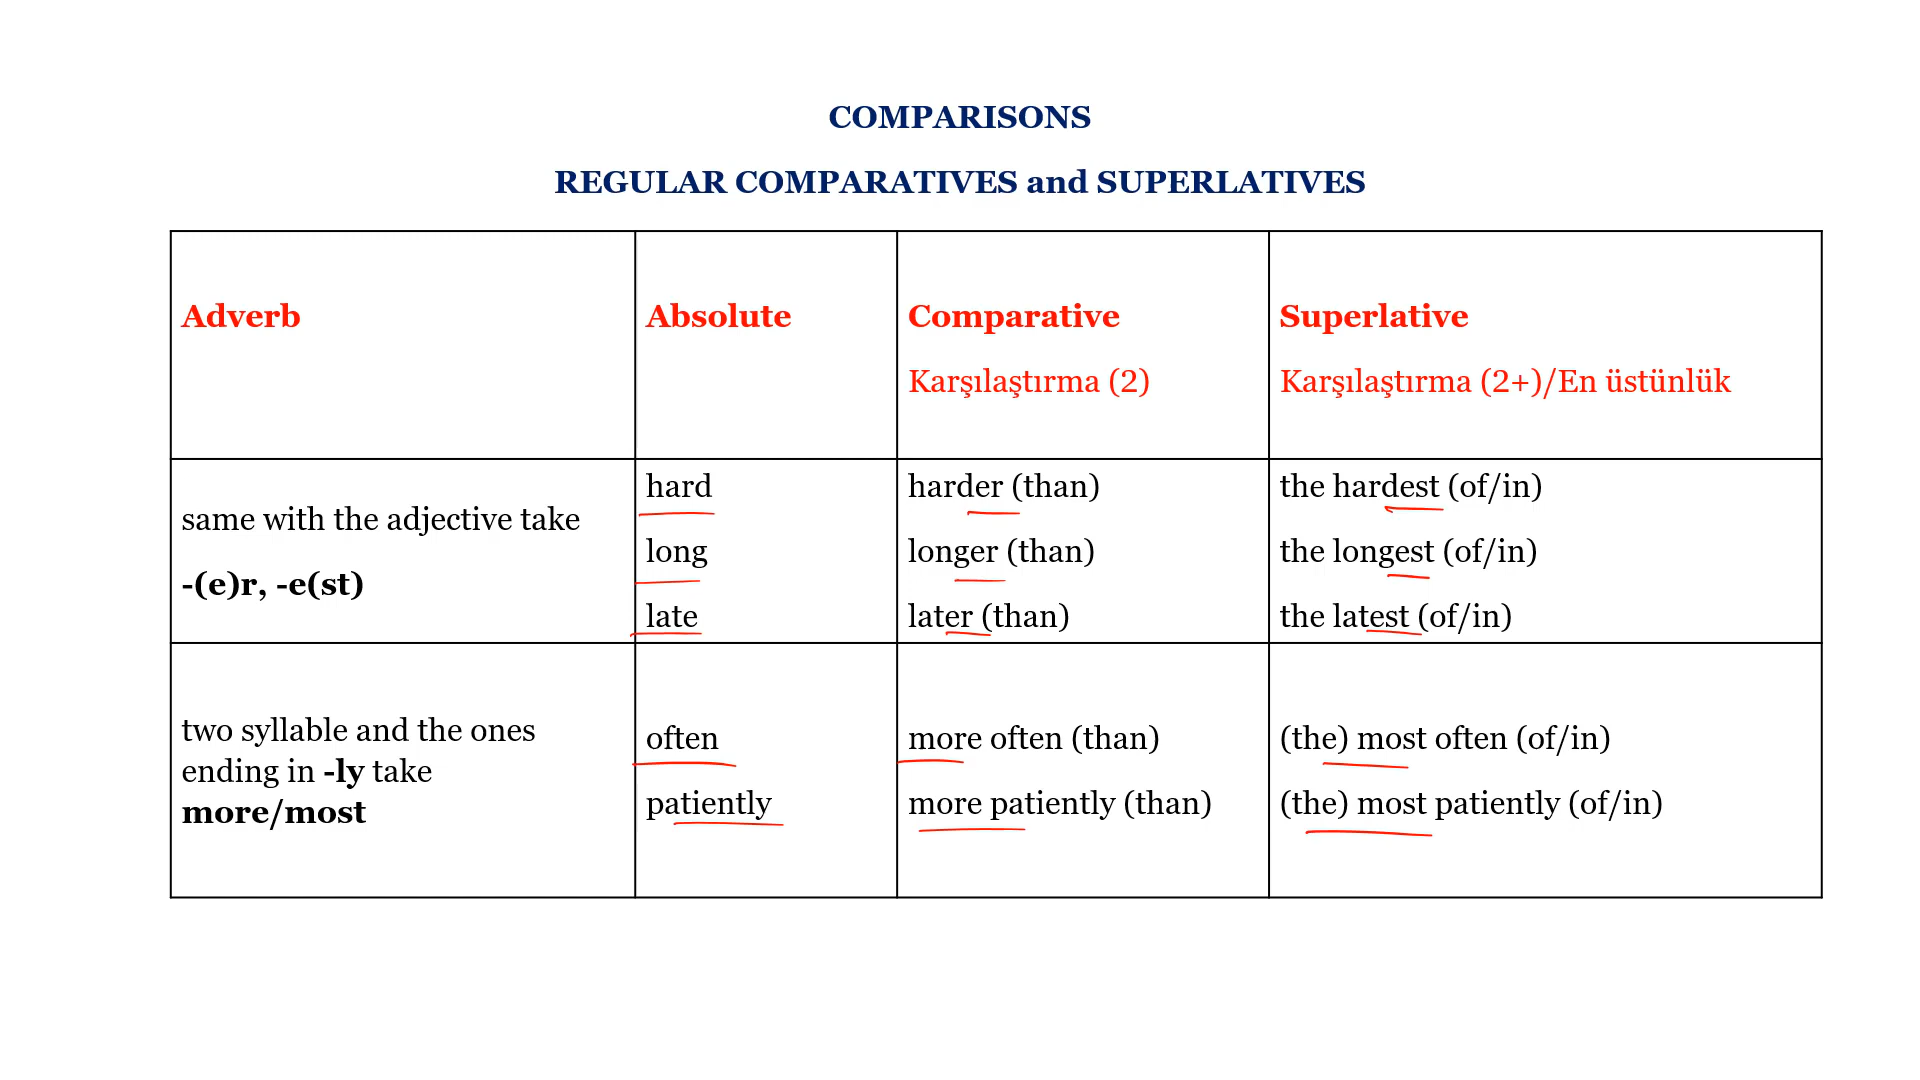 COMPARISONS
REGULAR COMPARATIVES and SUPERLATIVES
Adverb
Absolute
Comparative
Karşılaştırma (2)
Superlative
Karşılaştırma (2+)/En üstünlük
same with the adjective take
-(e)r, -e(st)
hard
long
late
harder (than)
longer (than)
later (than)
the hardest (of/in)
the longest (of/in)
the latest (of/in)
two syllable and the ones
ending in -ly take
more/most
often
patiently
more often (than)
more patiently (than)
(the) most often (of/in)
(the) most patiently (of/in)